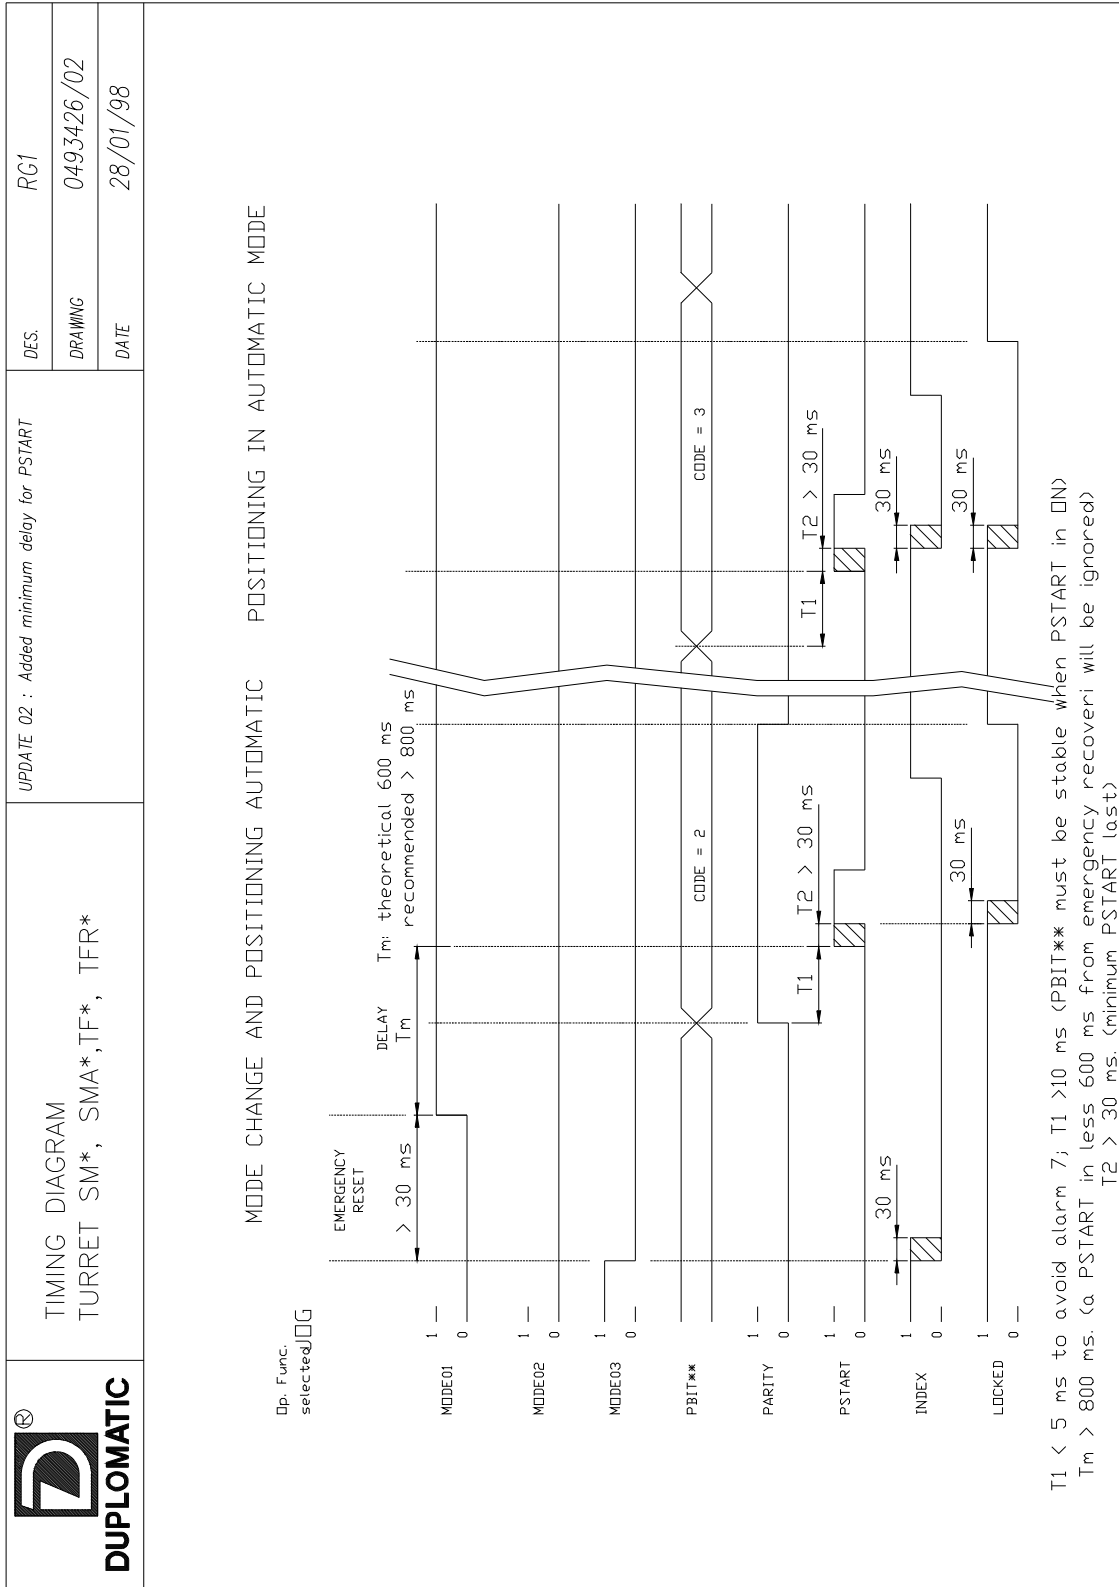 DUPLOMATIC
®
TIMING DIAGRAM
TURRET SM*, SMA*,TF*, TFR*
UPDATE 02 : Added minimum delay for PSTART
DES. RG1
DRAWING 0493426/02
DATE 28/01/98
MODE CHANGE AND POSITIONING AUTOMATIC POSITIONING IN AUTOMATIC MODE
Op. Func.
selected JOG
EMERGENCY
RESET
> 30 ms
DELAY
Tm
Tm: theoretical 600 ms
recommended > 800 ms
MODE01 1 0
MODE02 1 0
MODE03 1 0
PBIT** CODE = 2 CODE = 3
PARITY 1 0
T1 T2 > 30 ms T1 T2 > 30 ms
PSTART 1 0
30 ms 30 ms
INDEX 1 0
30 ms 30 ms
LOCKED 1 0
T1 < 5 ms to avoid alarm 7; T1 >10 ms (PBIT** must be stable when PSTART in ON)
Tm > 800 ms. (a PSTART in less 600 ms from emergency recoveri will be ignored)
T2 > 30 ms. (minimum PSTART last)